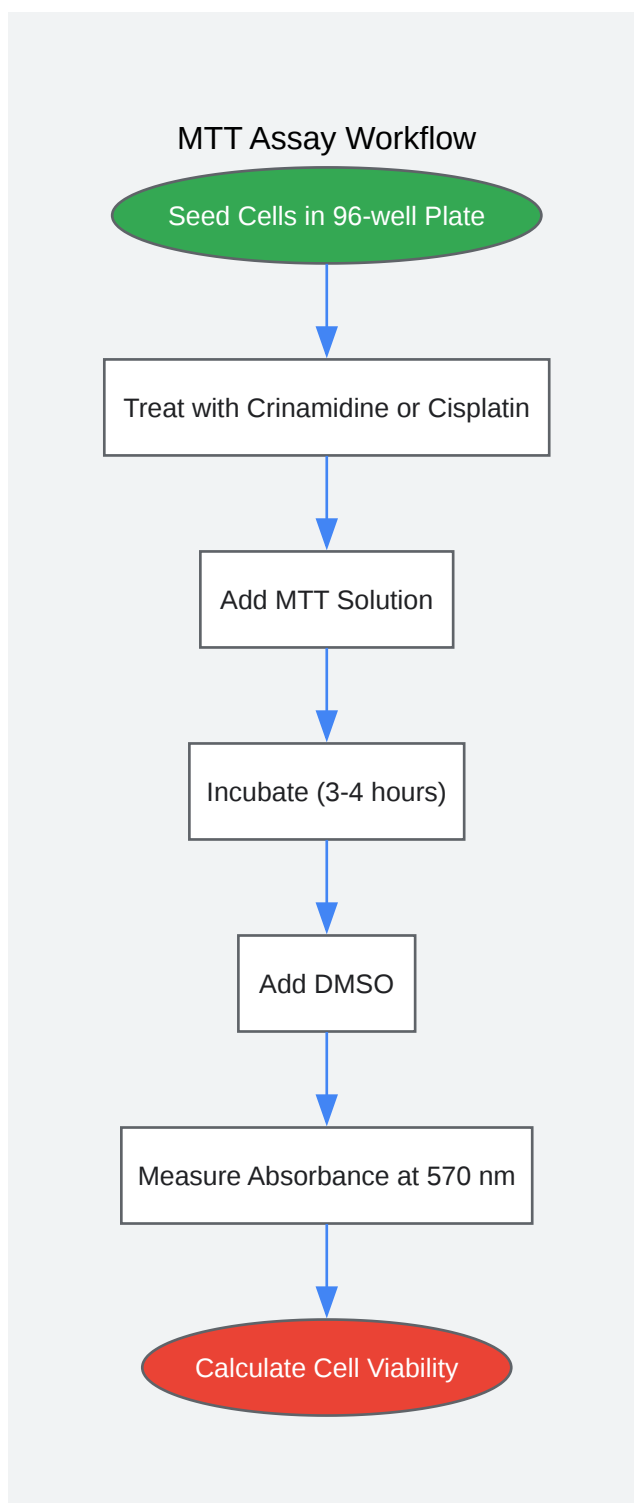 MTT Assay Workflow
Seed Cells in 96-well Plate
Treat with Crinamidine or Cisplatin
Add MTT Solution
Incubate (3-4 hours)
Add DMSO
Measure Absorbance at 570 nm
Calculate Cell Viability